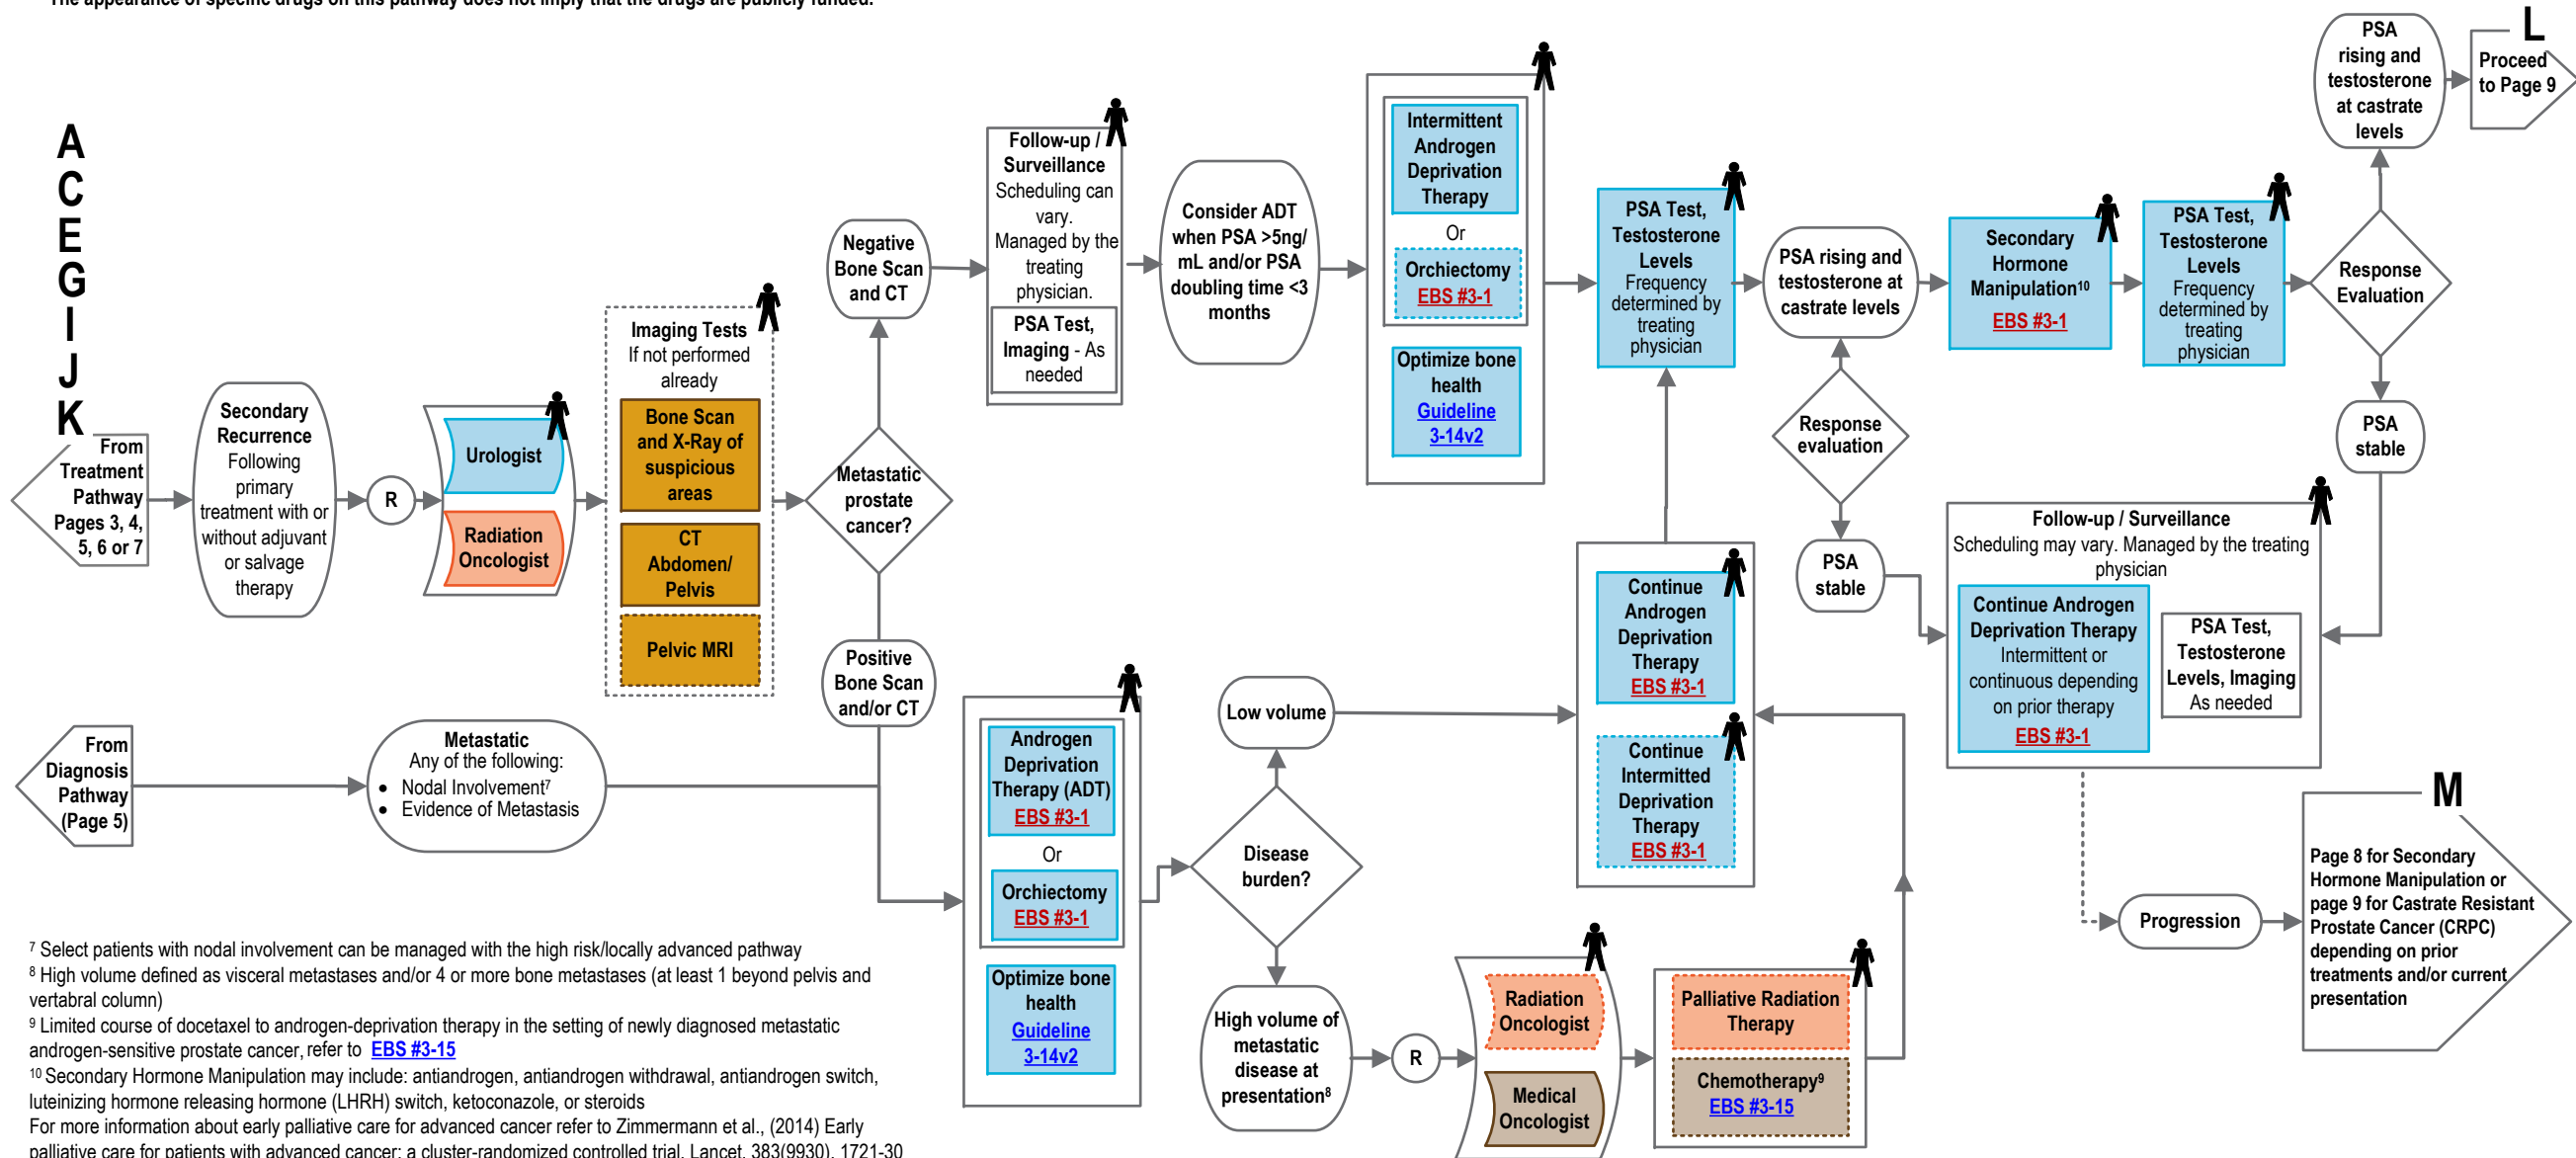 The appearance of specific drugs on this pathway does not imply that the drugs are publicly funded.
A
C
E
G
I
J
K
From
Treatment
Pathway
Pages 3, 4,
5, 6 or 7
Secondary
Recurrence
Following
primary
treatment with or
without adjuvant
or salvage
therapy
R
Urologist
Radiation
Oncologist
Imaging Tests
If not performed
already
Bone Scan
and X-Ray of
suspicious
areas
CT
Abdomen/
Pelvis
Pelvic MRI
Metastatic
prostate
cancer?
Negative
Bone Scan
and CT
Follow-up /
Surveillance
Scheduling can
vary.
Managed by the
treating
physician.
PSA Test,
Imaging - As
needed
Consider ADT
when PSA >5ng/
mL and/or PSA
doubling time <3
months
Intermittent
Androgen
Deprivation
Therapy
Or
Orchiectomy
EBS #3-1
Optimize bone
health
Guideline
3-14v2
PSA Test,
Testosterone
Levels
Frequency
determined by
treating
physician
PSA rising and
testosterone at
castrate levels
Response
evaluation
PSA
stable
Secondary
Hormone
Manipulation¹⁰
EBS #3-1
PSA Test,
Testosterone
Levels
Frequency
determined by
treating
physician
Response
Evaluation
PSA
rising and
testosterone
at castrate
levels
L
Proceed
to Page 9
PSA
stable
Follow-up / Surveillance
Scheduling may vary. Managed by the treating
physician
Continue Androgen
Deprivation Therapy
Intermittent or
continuous depending
on prior therapy
EBS #3-1
PSA Test,
Testosterone
Levels, Imaging
As needed
Positive
Bone Scan
and/or CT
From
Diagnosis
Pathway
(Page 5)
Metastatic
Any of the following:
• Nodal Involvement⁷
• Evidence of Metastasis
Androgen
Deprivation
Therapy (ADT)
EBS #3-1
Or
Orchiectomy
EBS #3-1
Optimize bone
health
Guideline
3-14v2
Disease
burden?
Low volume
High volume of
metastatic
disease at
presentation⁸
R
Radiation
Oncologist
Medical
Oncologist
Palliative Radiation
Therapy
Chemotherapy⁹
EBS #3-15
Continue
Androgen
Deprivation
Therapy
EBS #3-1
Continue
Intermitted
Deprivation
Therapy
EBS #3-1
Progression
M
Page 8 for Secondary
Hormone Manipulation or
page 9 for Castrate Resistant
Prostate Cancer (CRPC)
depending on prior
treatments and/or current
presentation
⁷ Select patients with nodal involvement can be managed with the high risk/locally advanced pathway
⁸ High volume defined as visceral metastases and/or 4 or more bone metastases (at least 1 beyond pelvis and
vertabral column)
⁹ Limited course of docetaxel to androgen-deprivation therapy in the setting of newly diagnosed metastatic
androgen-sensitive prostate cancer, refer to EBS #3-15
¹⁰ Secondary Hormone Manipulation may include: antiandrogen, antiandrogen withdrawal, antiandrogen switch,
luteinizing hormone releasing hormone (LHRH) switch, ketoconazole, or steroids
For more information about early palliative care for advanced cancer refer to Zimmermann et al., (2014) Early
palliative care for patients with advanced cancer: a cluster-randomized controlled trial. Lancet, 383(9930), 1721-30